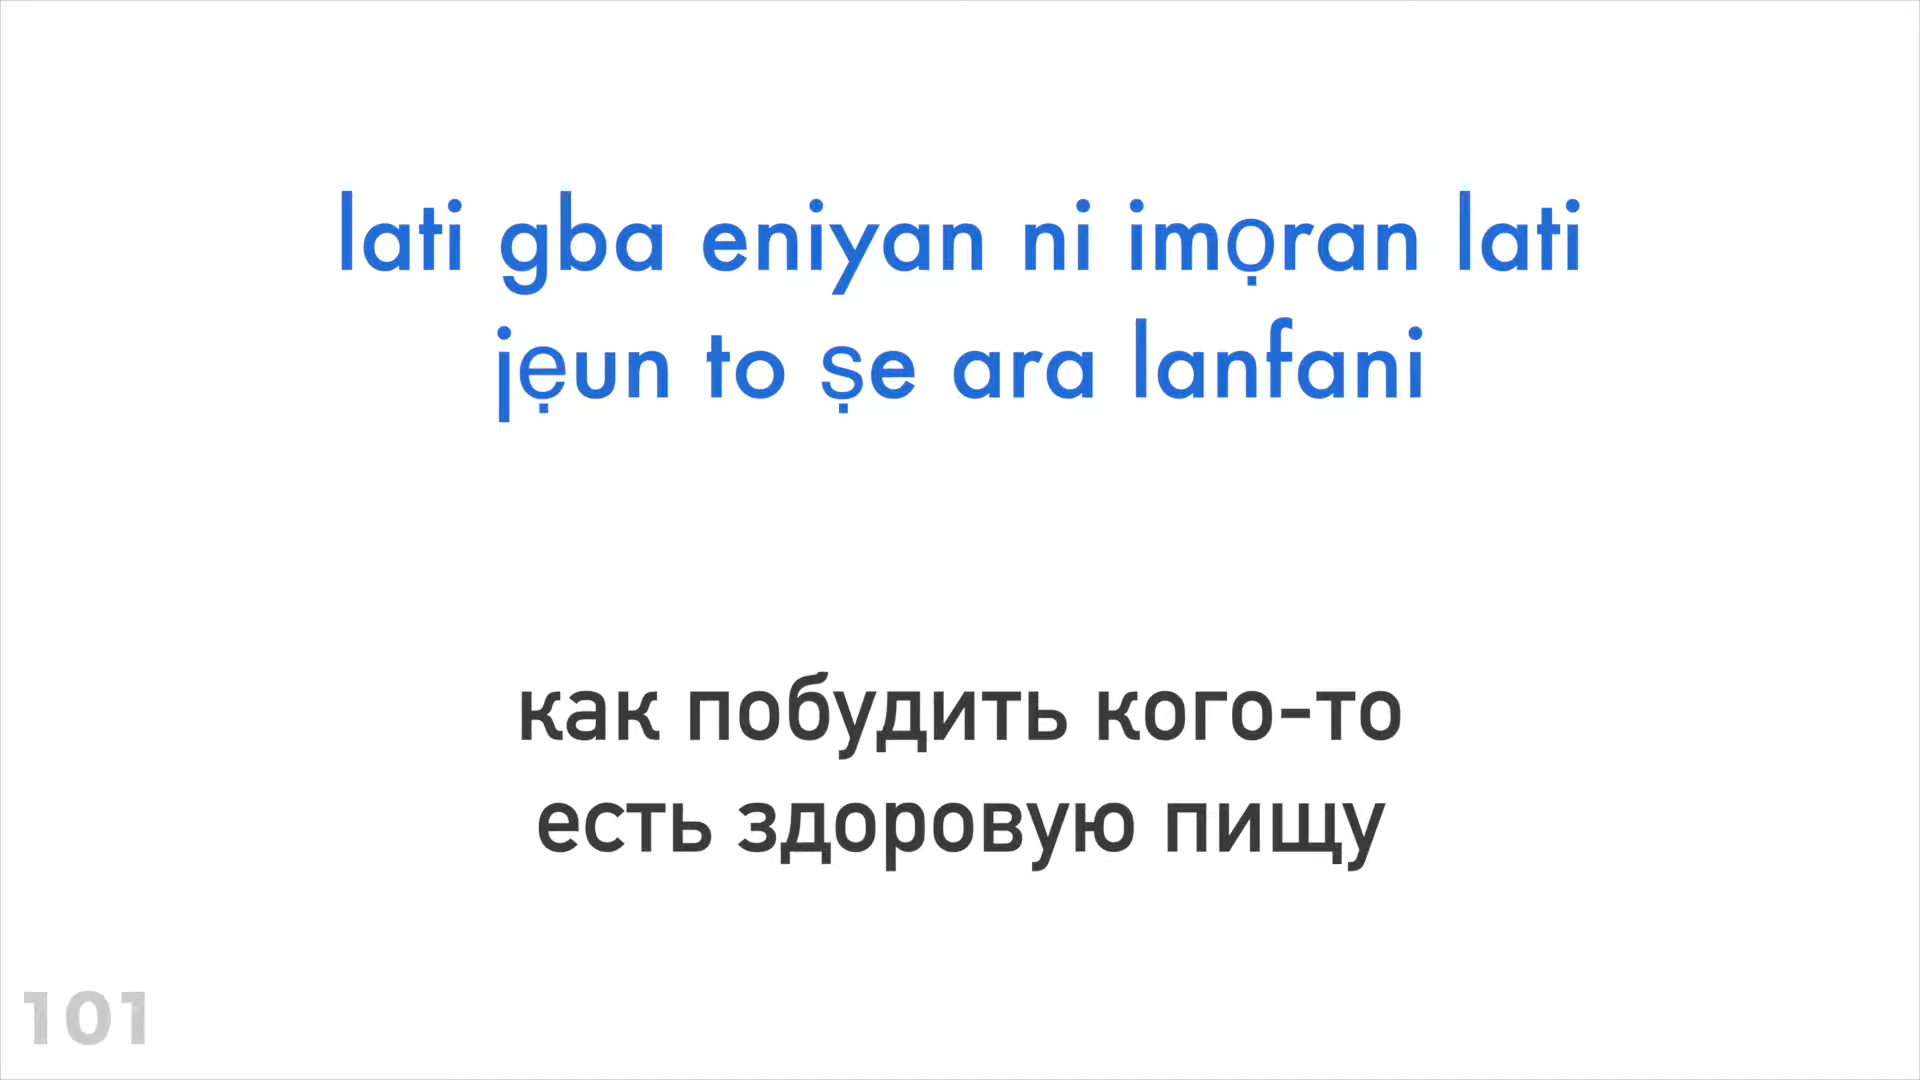 lati gba eniyan ni imọran lati
jẹun to ṣe ara lanfani
как побудить кого-то
есть здоровую пищу
101